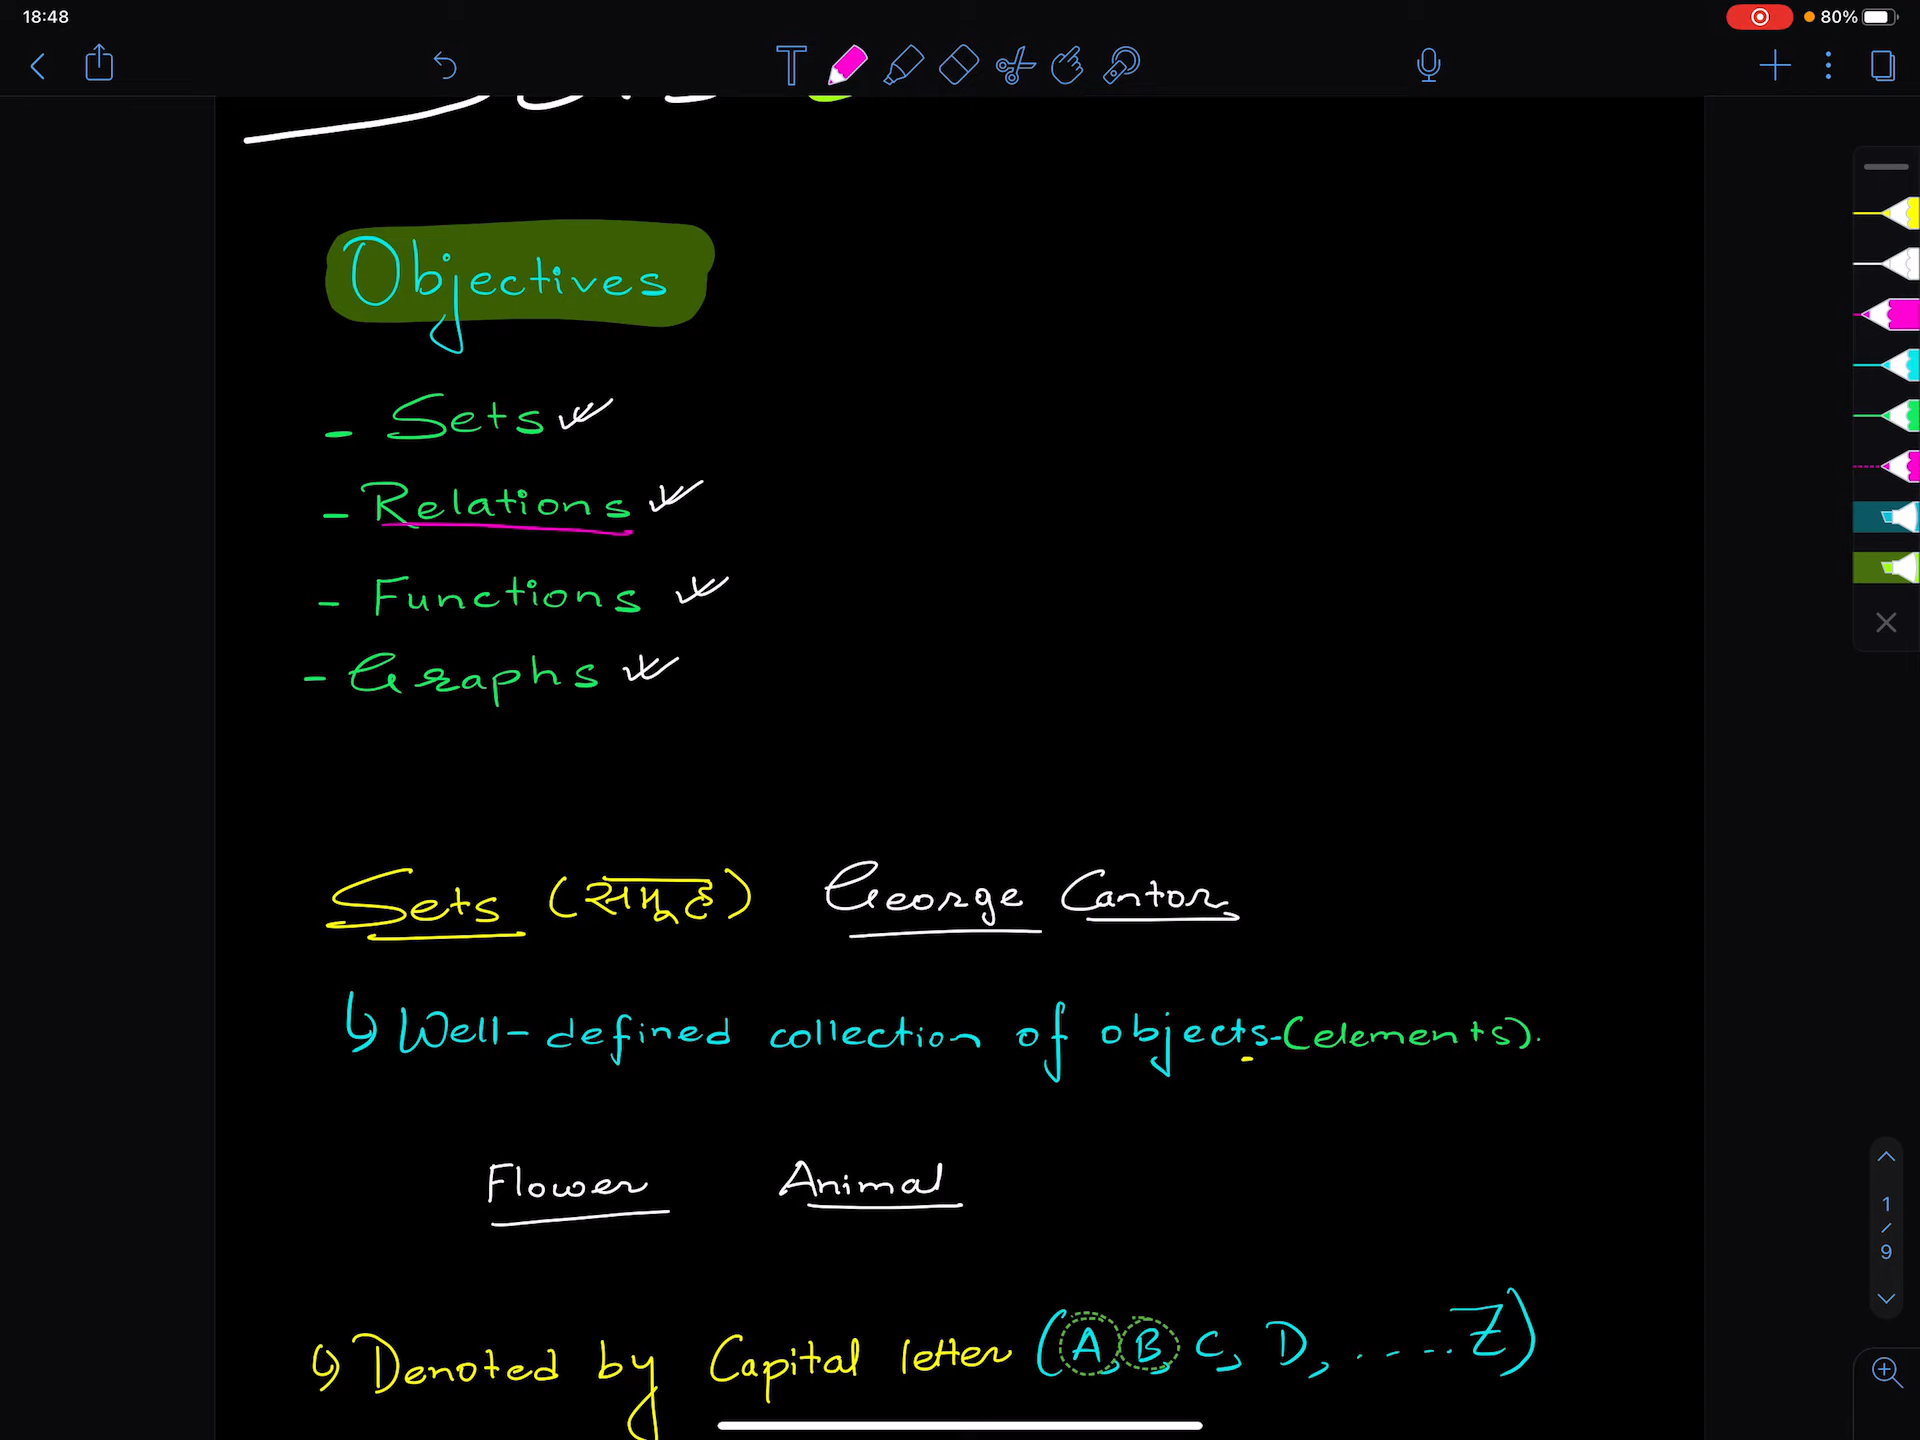 18:48
80%
Objectives
- Sets
- Relations
- Functions
- Graphs
Sets (समूह) George Cantor
↳ Well-defined collection of objects-(elements).
Flower Animal
↳ Denoted by Capital letter (A, B, C, D, .....Z)
1
/
9